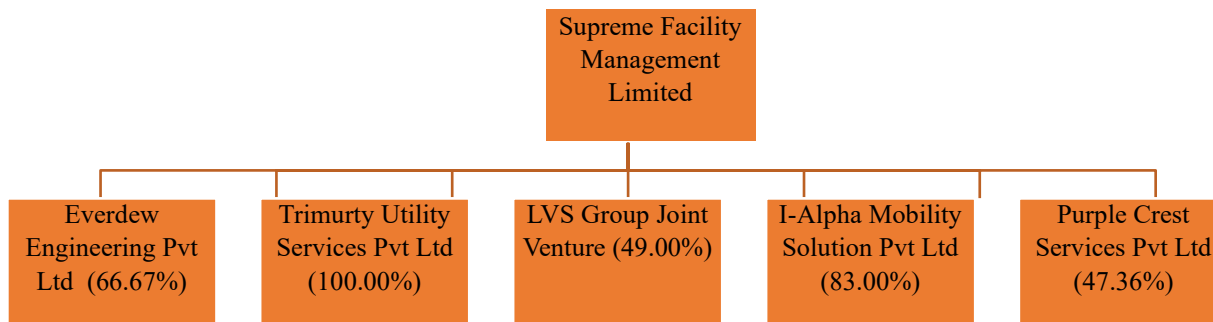 Supreme Facility
Management
Limited
Everdew
Engineering Pvt
Ltd (66.67%)
Trimurty Utility
Services Pvt Ltd
(100.00%)
LVS Group Joint
Venture (49.00%)
I-Alpha Mobility
Solution Pvt Ltd
(83.00%)
Purple Crest
Services Pvt Ltd
(47.36%)